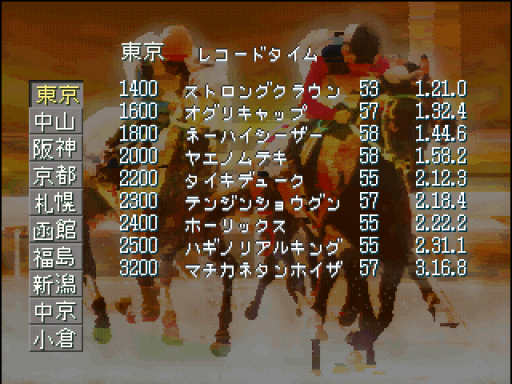 東京 レコードタイム
東京
中山
阪神
京都
札幌
函館
福島
新潟
中京
小倉
1400 ストロングクラウン 53 1.21.0
1600 オグリキャップ 57 1.32.4
1800 ネーハイシーザー 58 1.44.6
2000 ヤエノムテキ 58 1.58.2
2200 タイキデューク 55 2.12.3
2300 テンジンショウグン 57 2.18.4
2400 ホーリックス 55 2.22.2
2500 ハギノリアルキング 55 2.31.1
3200 マチカネタンホイザ 57 3.16.8